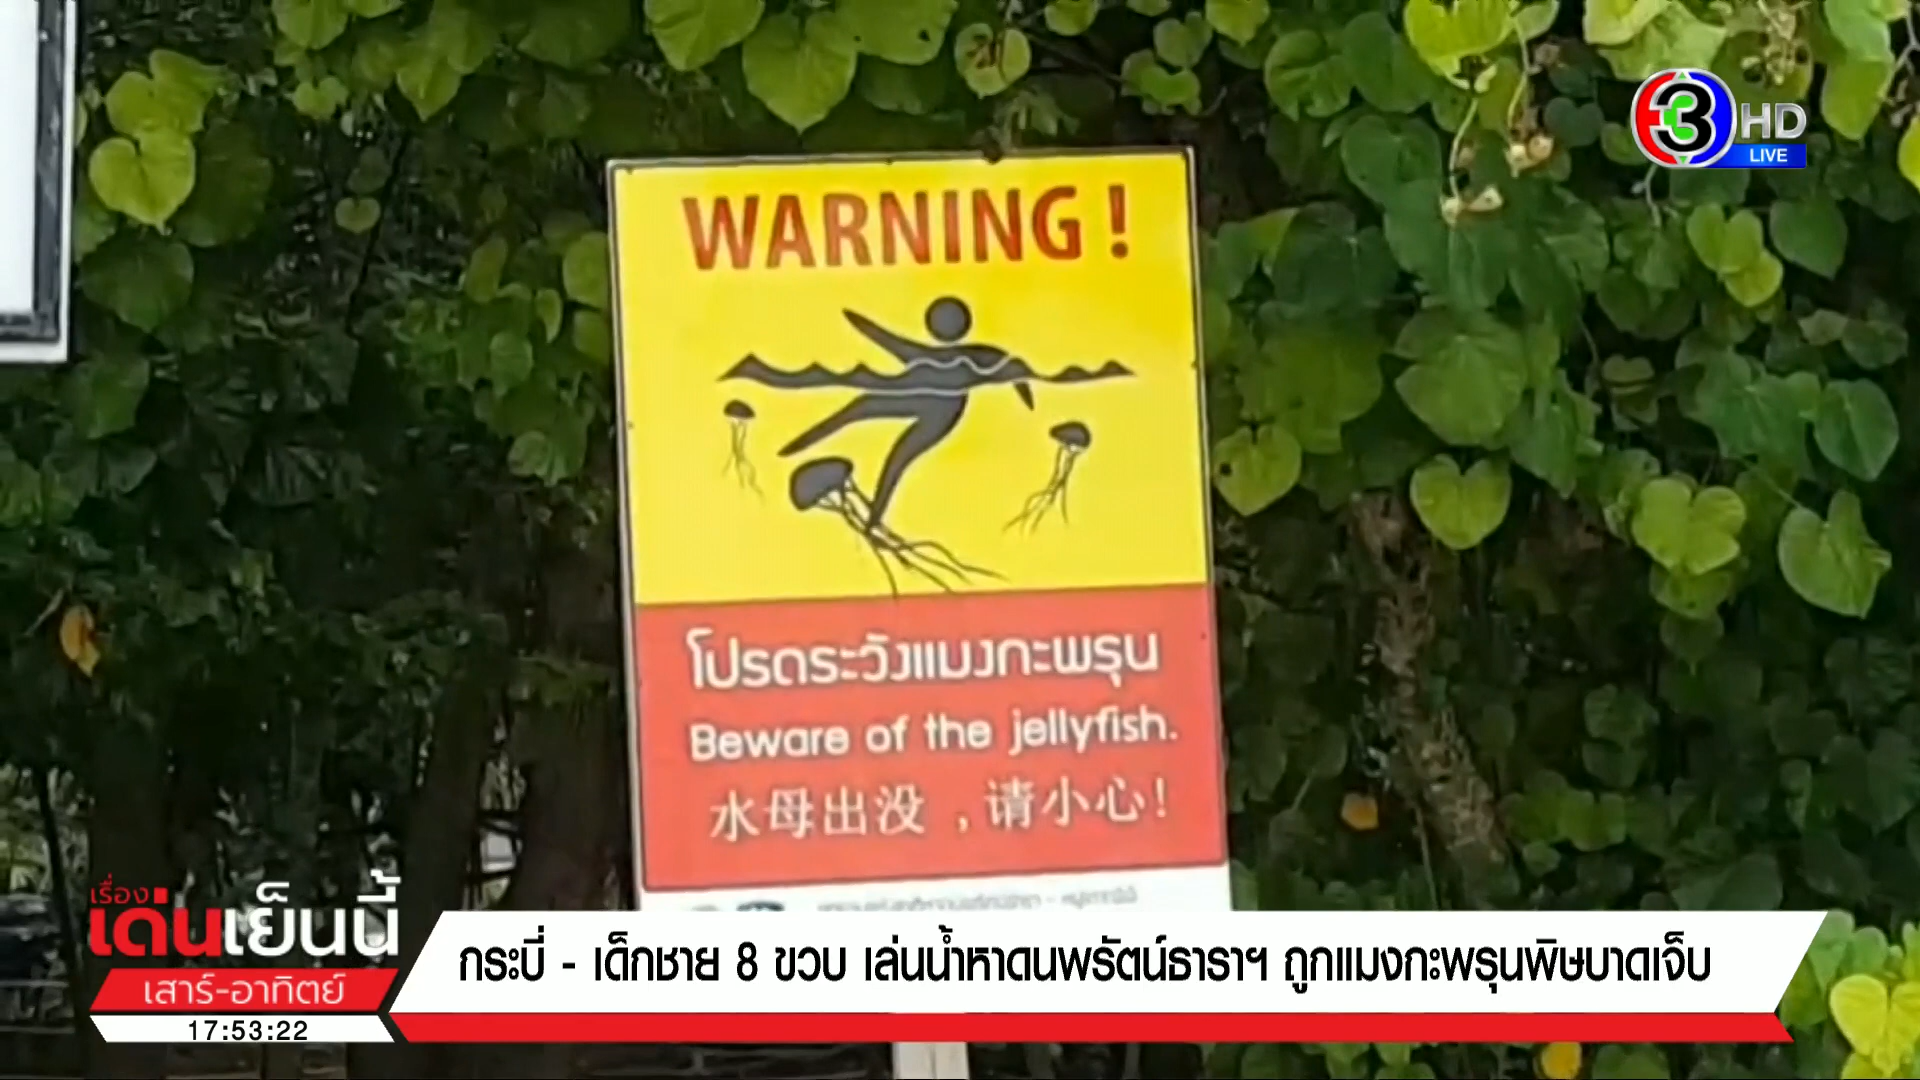 3 HD
LIVE
WARNING !
โปรดระวังแมงกะพรุน
Beware of the jellyfish.
水母出没 , 请小心!
เรื่อง
เด่นเย็นนี้
เสาร์-อาทิตย์
17:53:22
กระบี่ - เด็กชาย 8 ขวบ เล่นน้ำหาดนพรัตน์ธาราฯ ถูกแมงกะพรุนพิษบาดเจ็บ